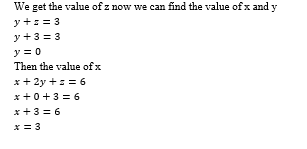 We get the value of z now we can find the value of x and y
y + z = 3
y + 3 = 3
y = 0
Then the value of x
x + 2y + z = 6
x + 0 + 3 = 6
x + 3 = 6
x = 3